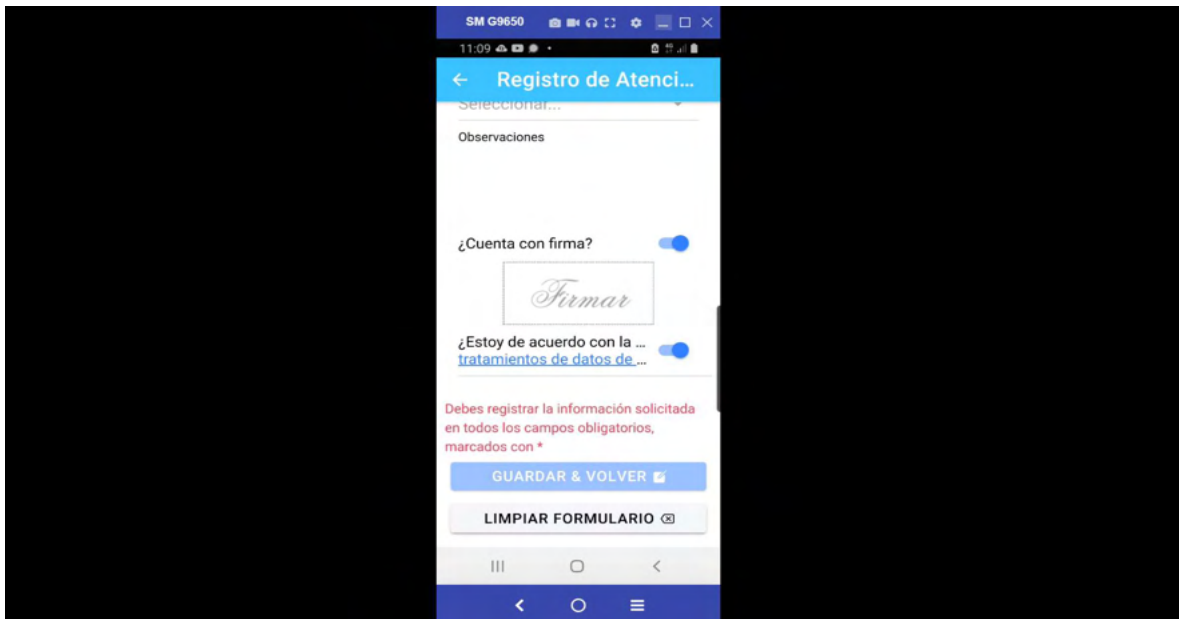 SM G9650
11:09
Registro de Atenci...
Seleccionar...
Observaciones
¿Cuenta con firma?
Firmar
¿Estoy de acuerdo con la ...
tratamientos de datos de ...
Debes registrar la información solicitada
en todos los campos obligatorios,
marcados con *
GUARDAR & VOLVER
LIMPIAR FORMULARIO